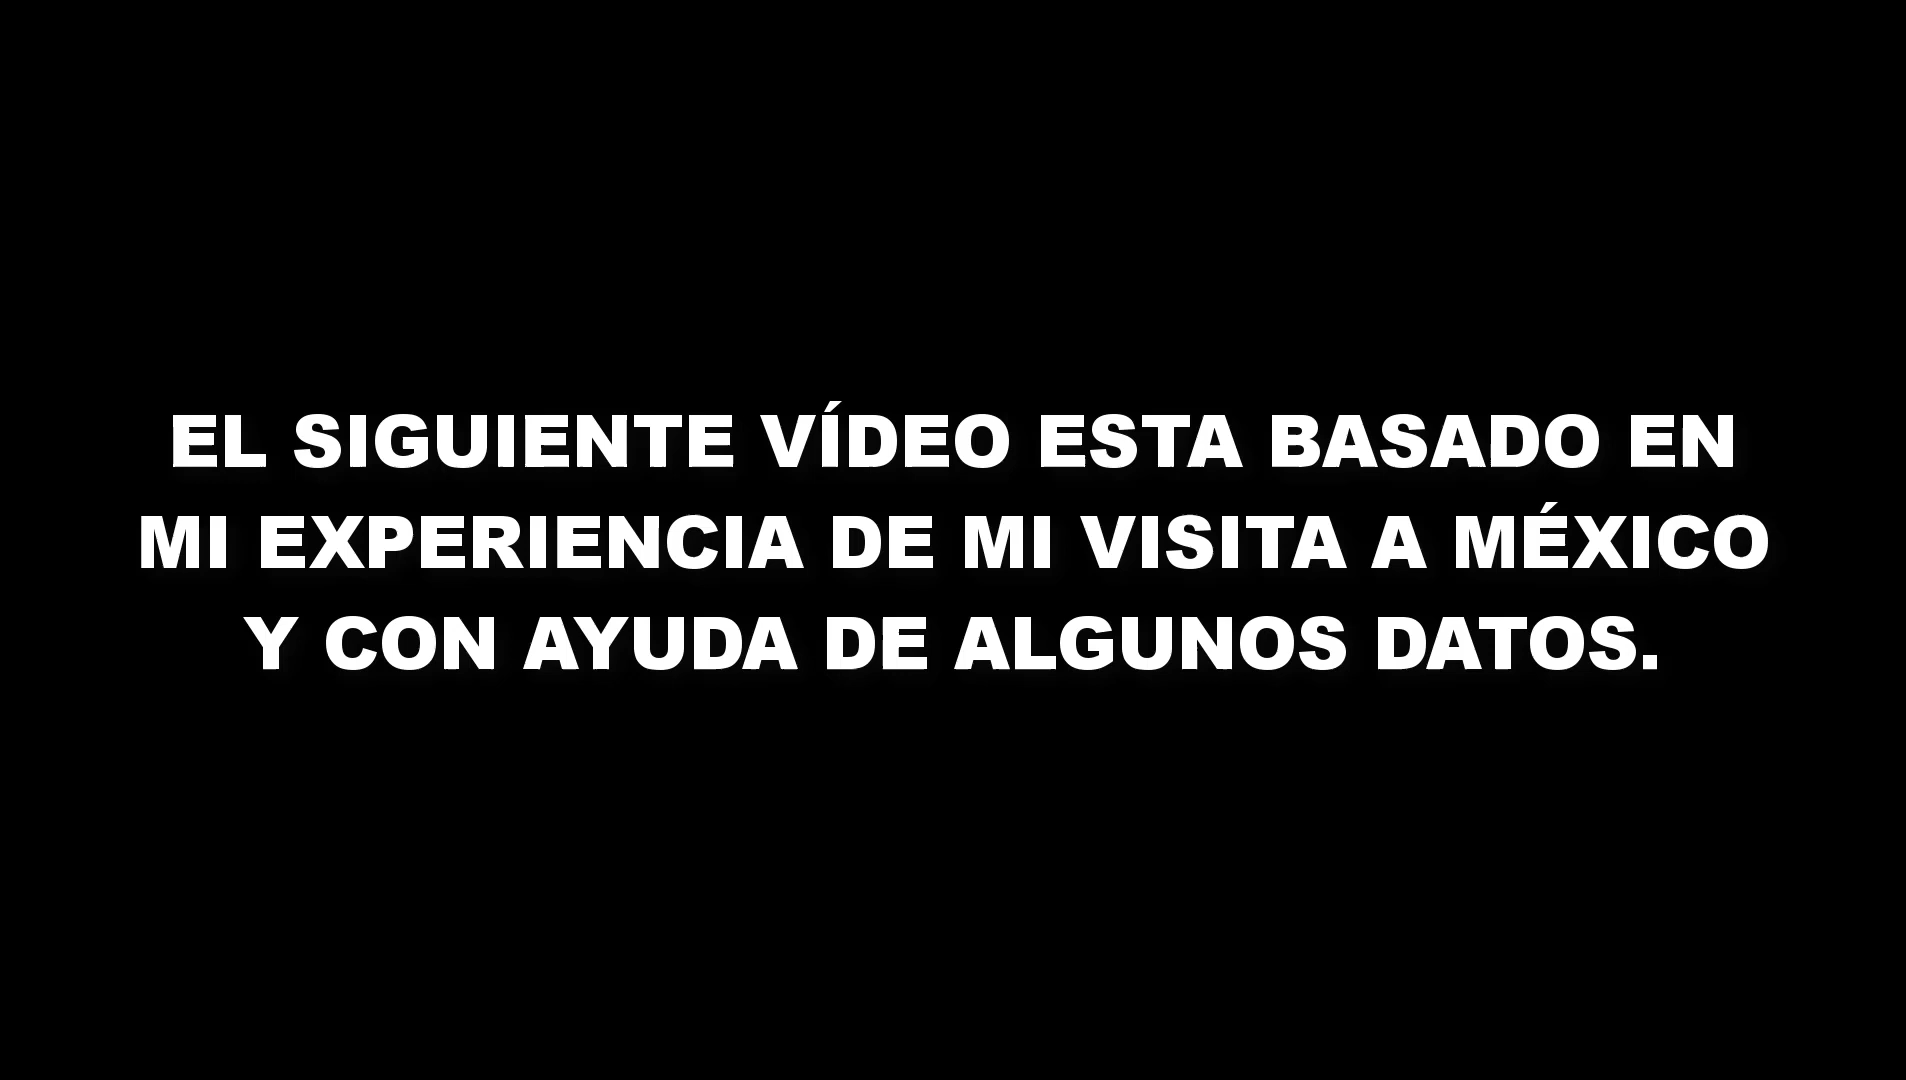 EL SIGUIENTE VÍDEO ESTA BASADO EN
MI EXPERIENCIA DE MI VISITA A MÉXICO
Y CON AYUDA DE ALGUNOS DATOS.